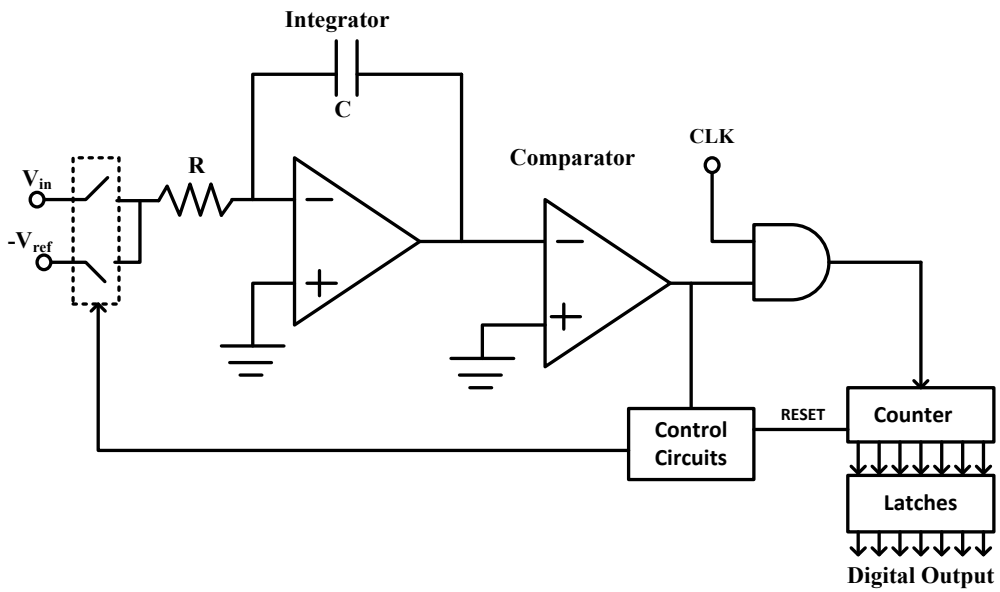 Integrator
C
CLK
Comparator
R
V_in
-V_ref
−
+
−
+
RESET
Control
Circuits
Counter
Latches
Digital Output